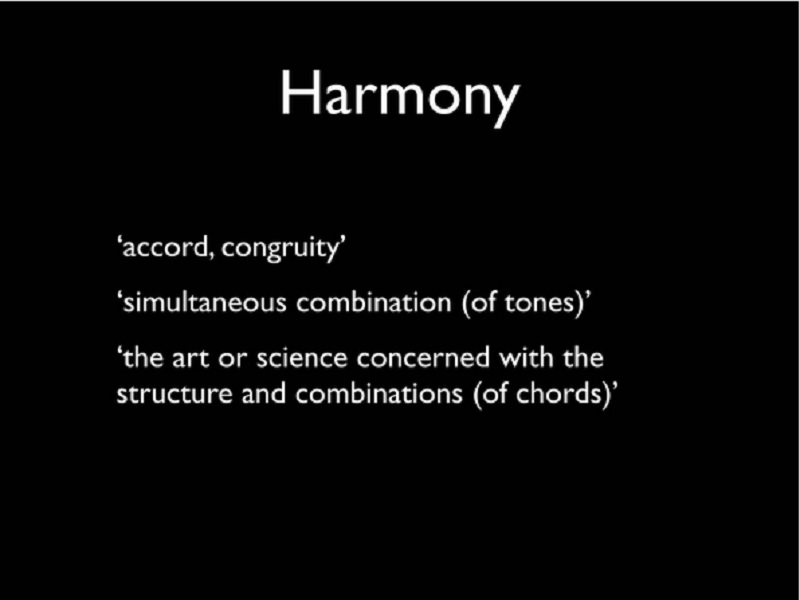 Harmony
‘accord, congruity’
‘simultaneous combination (of tones)’
‘the art or science concerned with the
structure and combinations (of chords)’